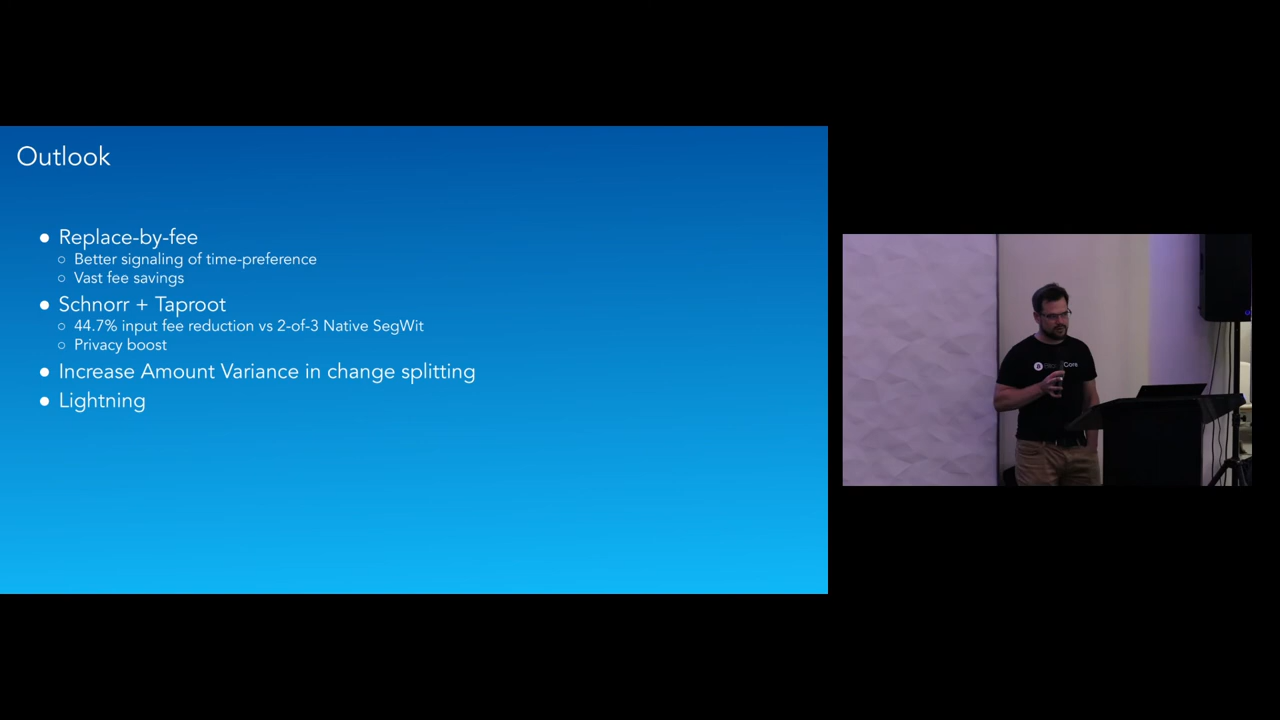 Outlook
● Replace-by-fee
○ Better signaling of time-preference
○ Vast fee savings
● Schnorr + Taproot
○ 44.7% input fee reduction vs 2-of-3 Native SegWit
○ Privacy boost
● Increase Amount Variance in change splitting
● Lightning